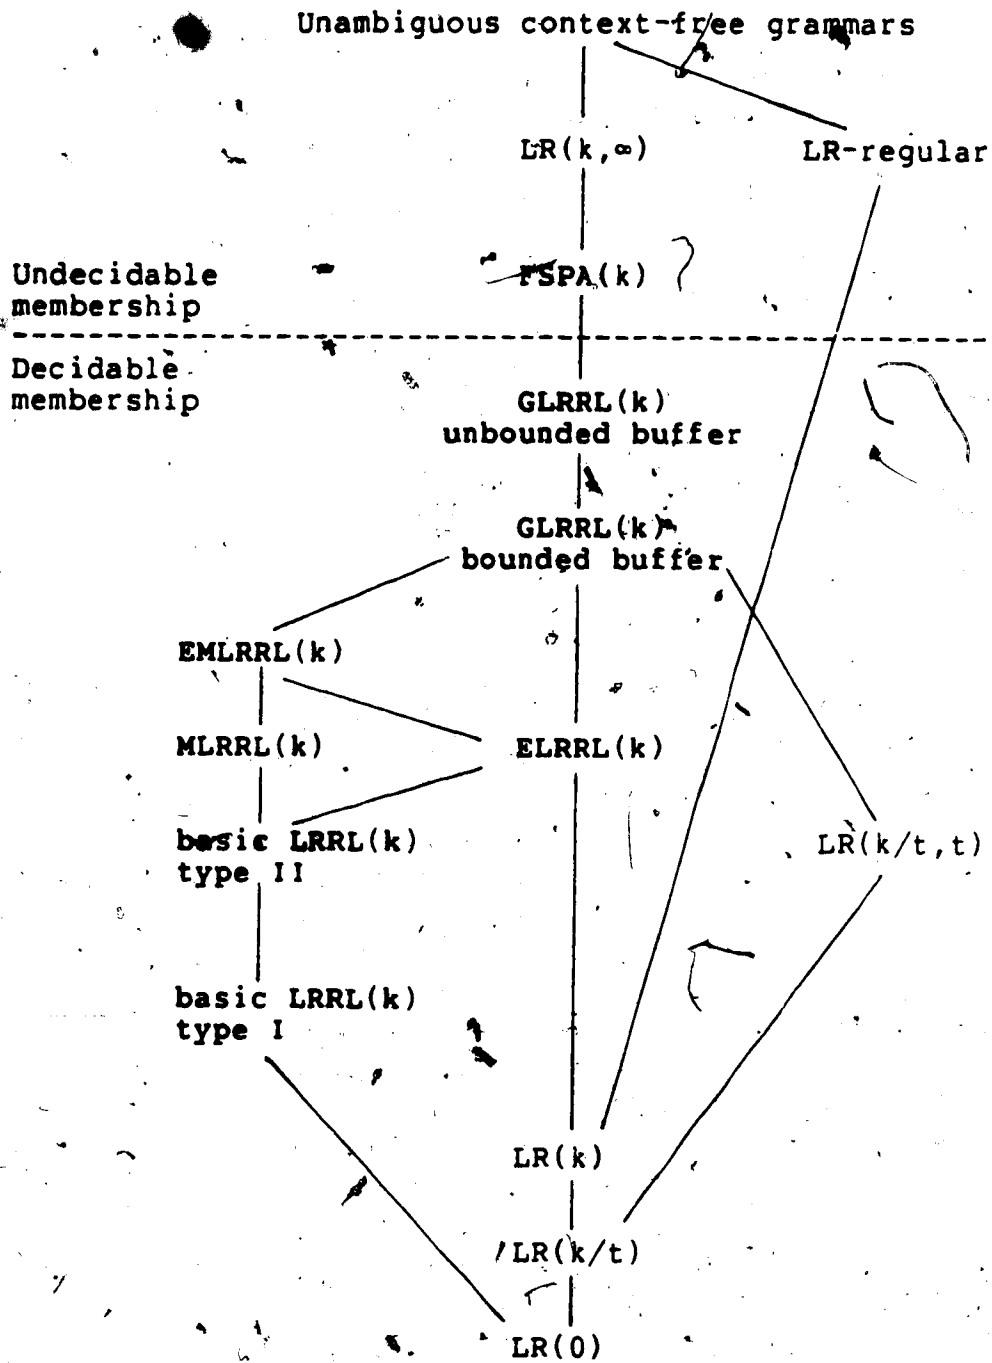 Unambiguous context-free grammars
LR(k,∞)
LR-regular
Undecidable
membership
FSPA(k)
Decidable
membership
GLRRL(k)
unbounded buffer
GLRRL(k)
bounded buffer
EMLRRL(k)
MLRRL(k)
ELRRL(k)
basic LRRL(k)
type II
LR(k/t,t)
basic LRRL(k)
type I
LR(k)
LR(k/t)
LR(0)